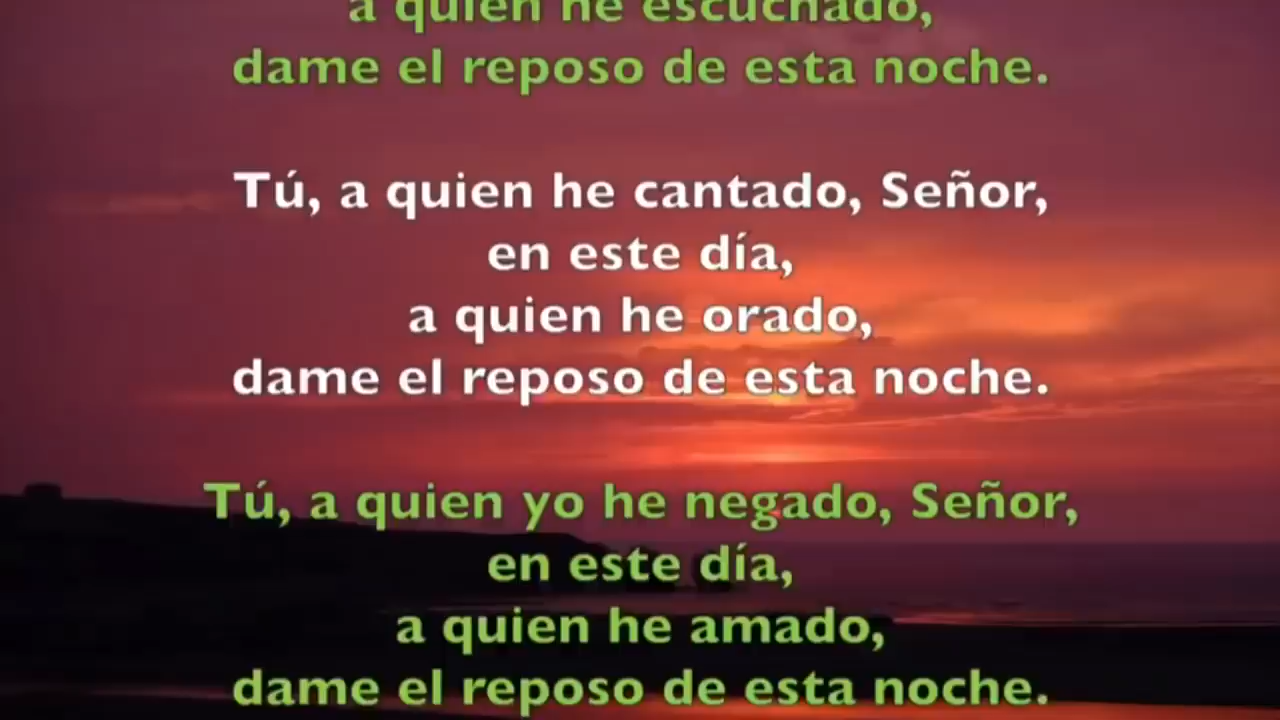 a quien he escuchado,
dame el reposo de esta noche.
Tú, a quien he cantado, Señor,
en este día,
a quien he orado,
dame el reposo de esta noche.
Tú, a quien yo he negado, Señor,
en este día,
a quien he amado,
dame el reposo de esta noche.